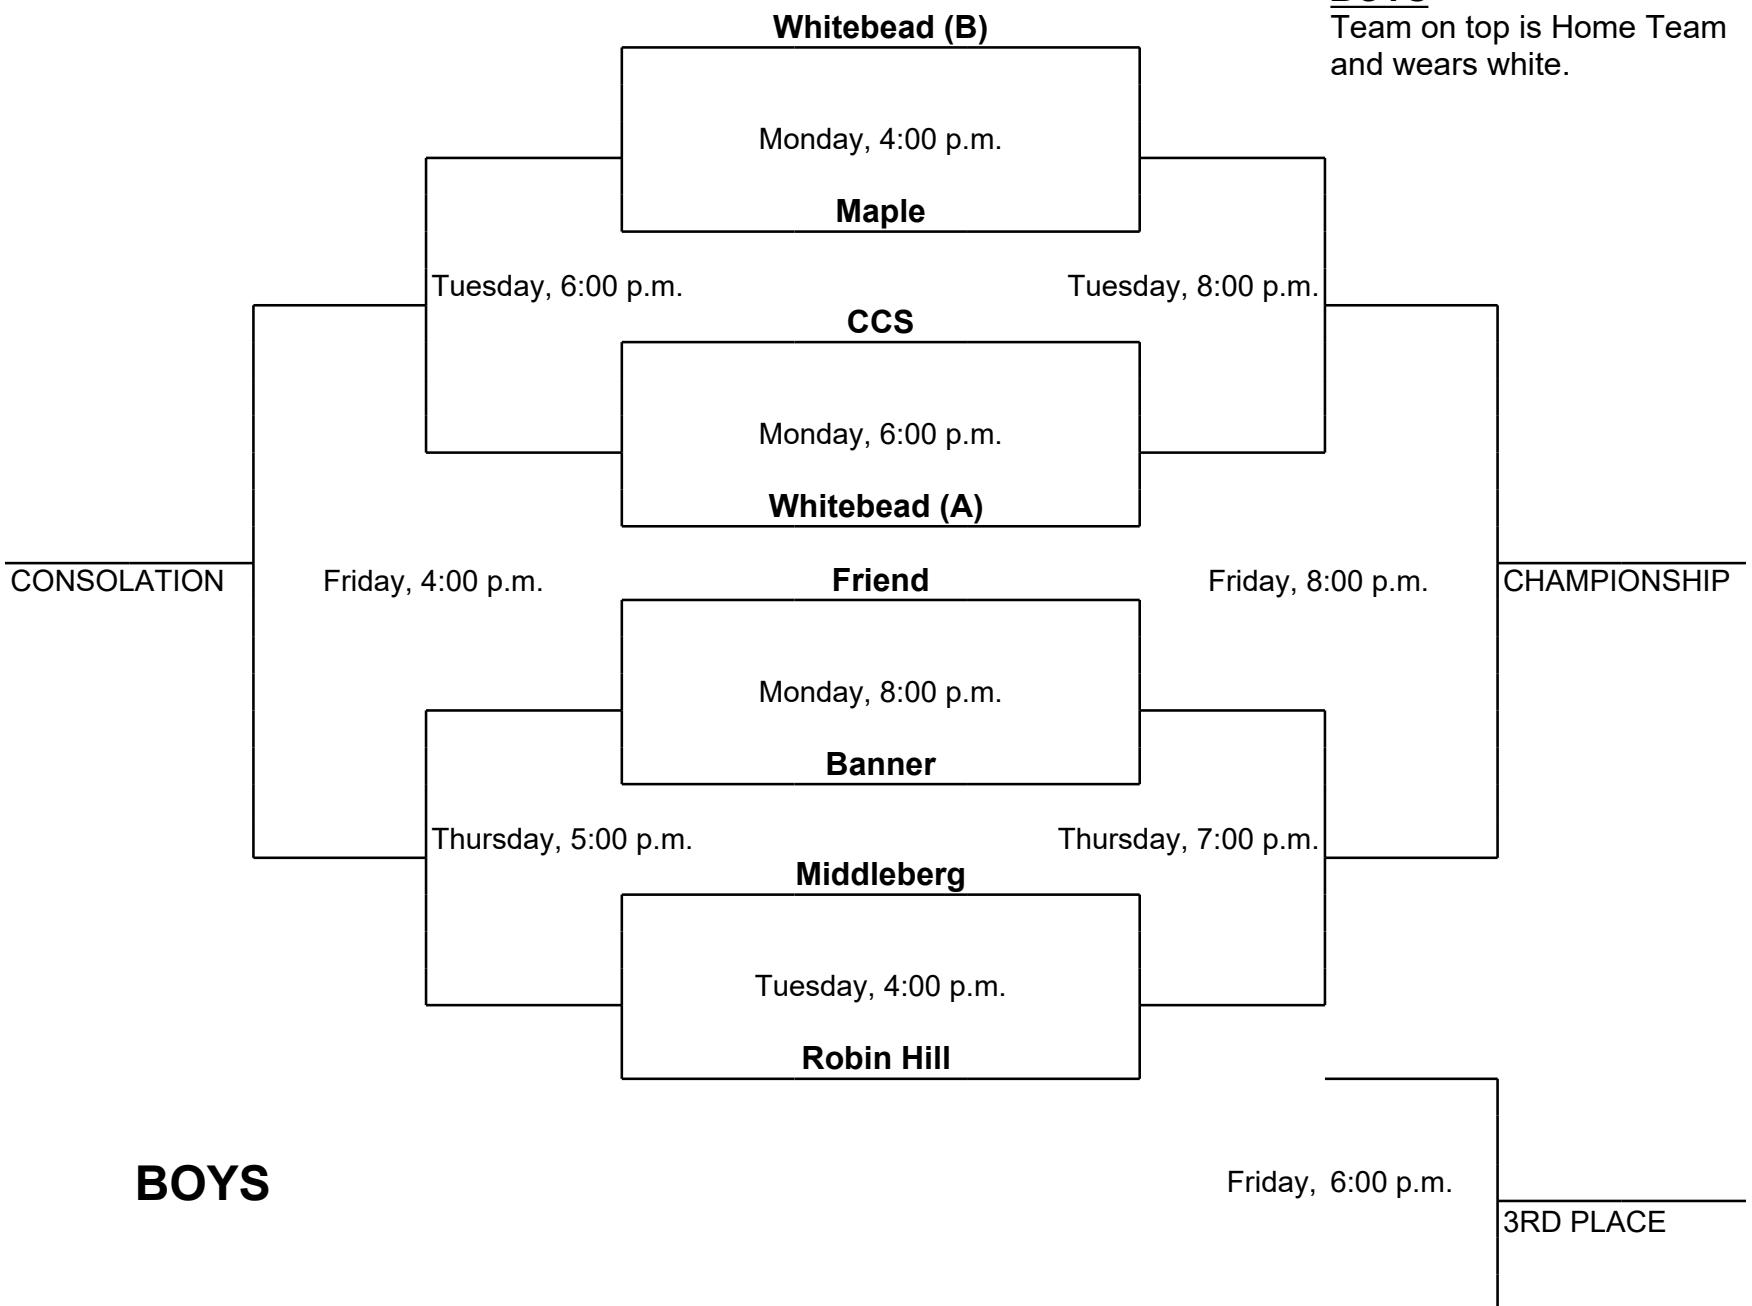 Whitebead (B)
Team on top is Home Team
and wears white.
Monday, 4:00 p.m.
Maple
Tuesday, 6:00 p.m.
Tuesday, 8:00 p.m.
CCS
Monday, 6:00 p.m.
Whitebead (A)
CONSOLATION
Friday, 4:00 p.m.
Friend
Friday, 8:00 p.m.
CHAMPIONSHIP
Monday, 8:00 p.m.
Banner
Thursday, 5:00 p.m.
Thursday, 7:00 p.m.
Middleberg
Tuesday, 4:00 p.m.
Robin Hill
BOYS
Friday, 6:00 p.m.
3RD PLACE